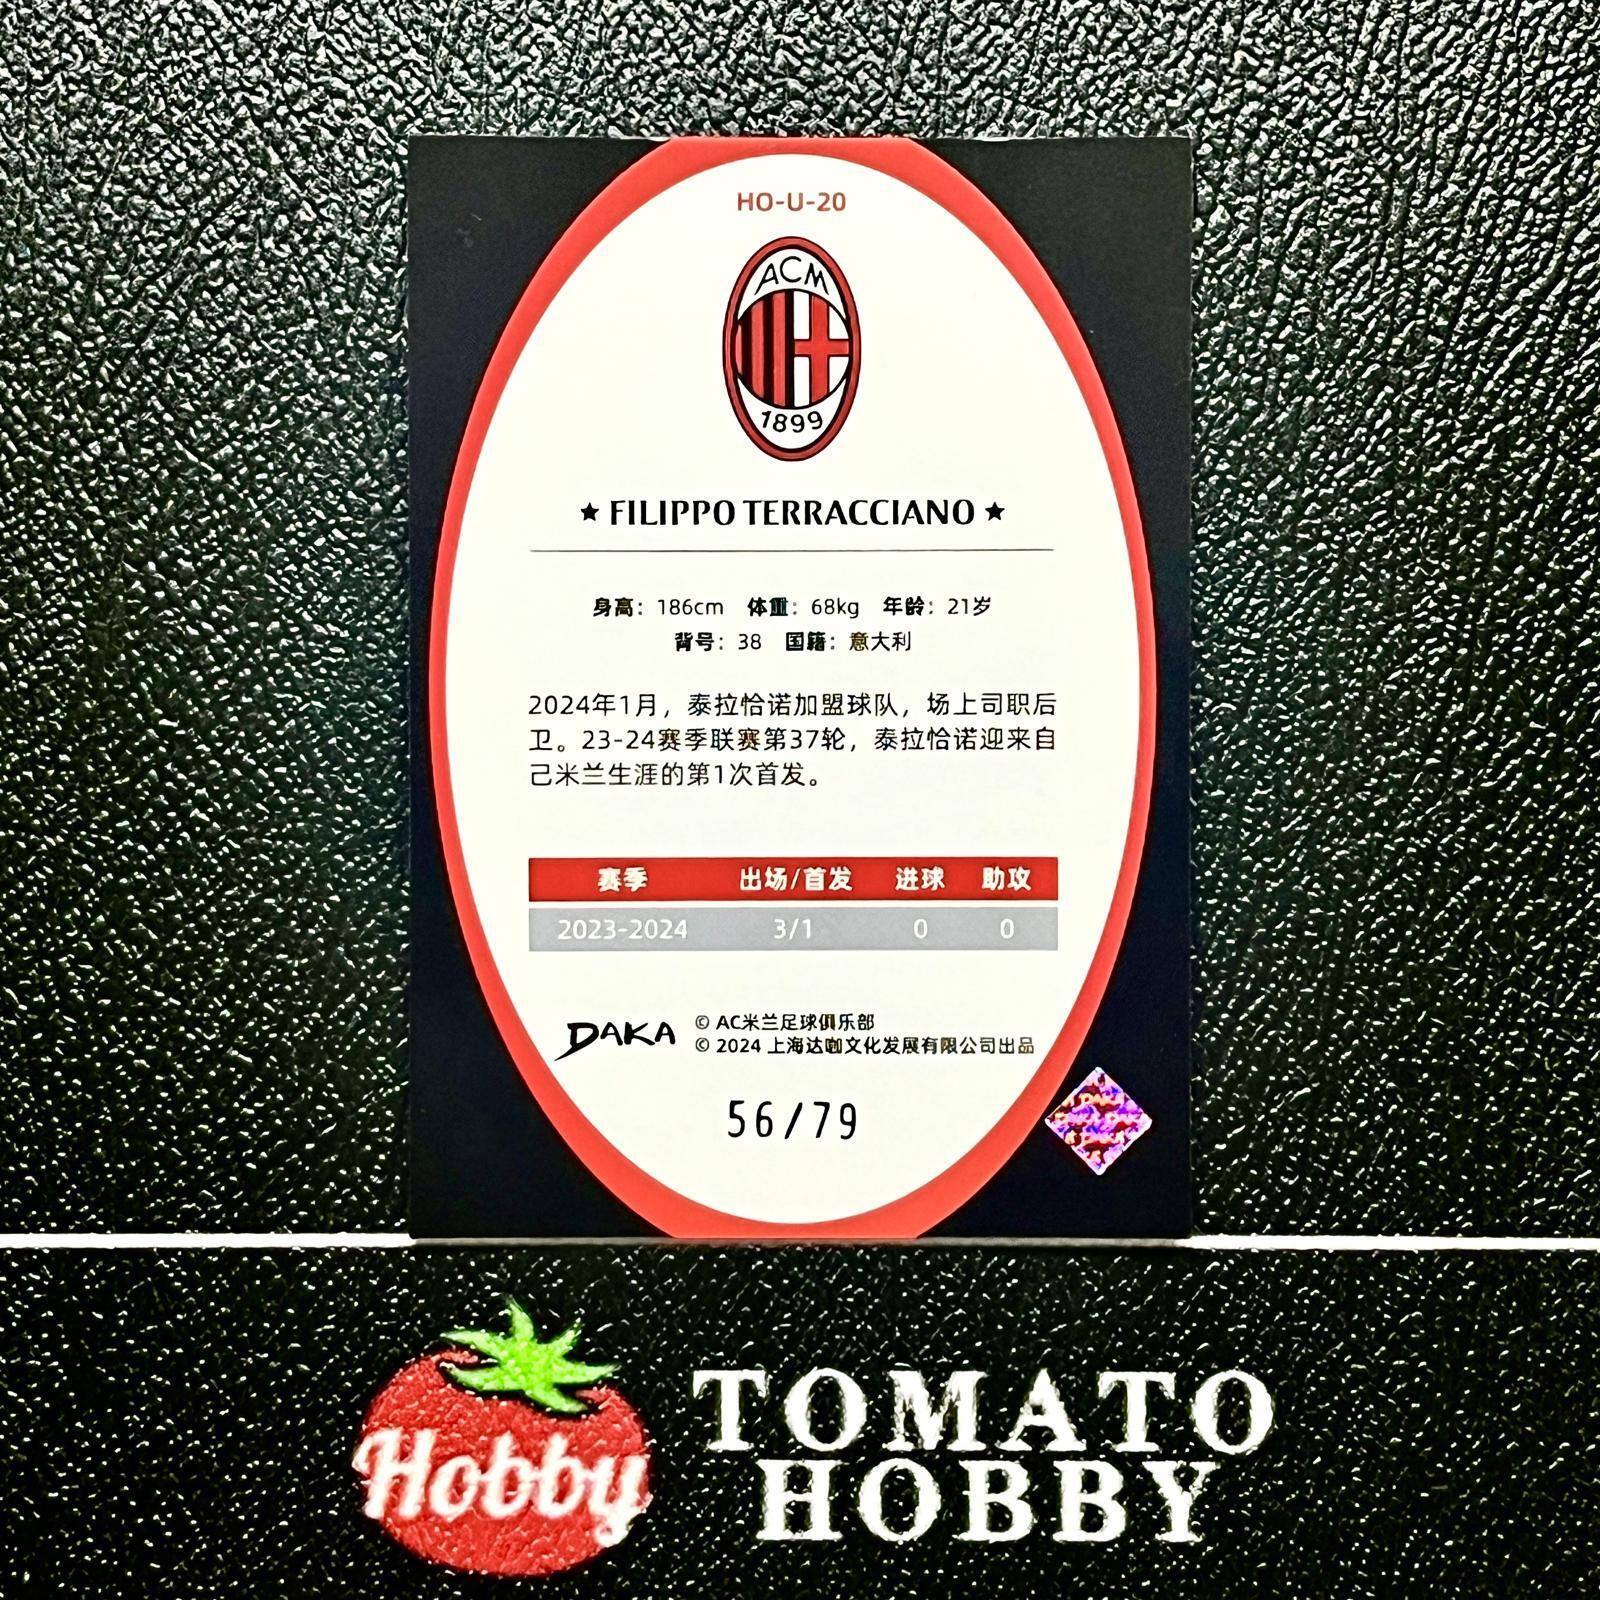 HO-U-20
ACM
1899
★ FILIPPO TERRACCIANO ★
身高：186cm 体重：68kg 年龄：21岁
背号：38 国籍：意大利
2024年1月，泰拉恰诺加盟球队，场上司职后
卫。23-24赛季联赛第37轮，泰拉恰诺迎来自
己米兰生涯的第1次首发。
赛季 出场/首发 进球 助攻
2023-2024 3/1 0 0
DAKA
© AC米兰足球俱乐部
© 2024 上海达咖文化发展有限公司出品
56/79
DAKA
Hobby
TOMATO
HOBBY